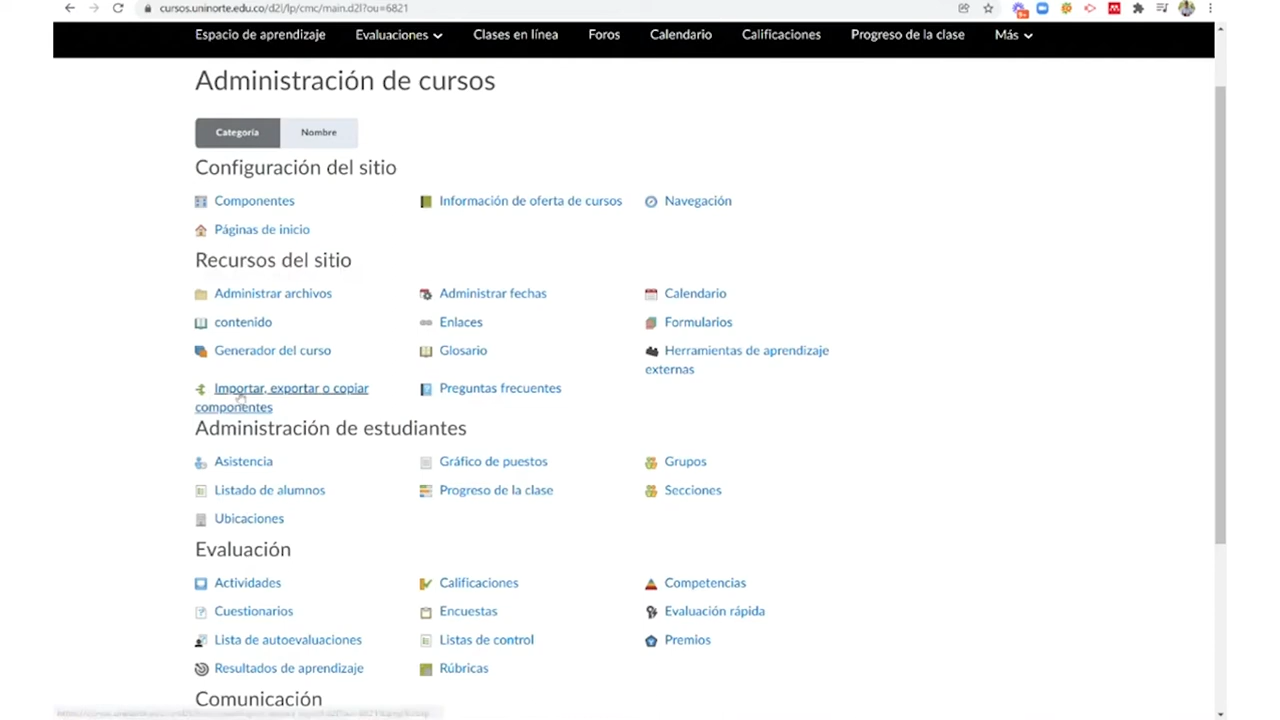 cursos.uninorte.edu.co/d2l/lp/cmc/main.d2l?ou=6821
Espacio de aprendizaje Evaluaciones Clases en línea Foros Calendario Calificaciones Progreso de la clase Más
Administración de cursos
Categoría Nombre
Configuración del sitio
Componentes Información de oferta de cursos Navegación
Páginas de inicio
Recursos del sitio
Administrar archivos Administrar fechas Calendario
contenido Enlaces Formularios
Generador del curso Glosario Herramientas de aprendizaje
externas
Importar, exportar o copiar Preguntas frecuentes
componentes
Administración de estudiantes
Asistencia Gráfico de puestos Grupos
Listado de alumnos Progreso de la clase Secciones
Ubicaciones
Evaluación
Actividades Calificaciones Competencias
Cuestionarios Encuestas Evaluación rápida
Lista de autoevaluaciones Listas de control Premios
Resultados de aprendizaje Rúbricas
Comunicación